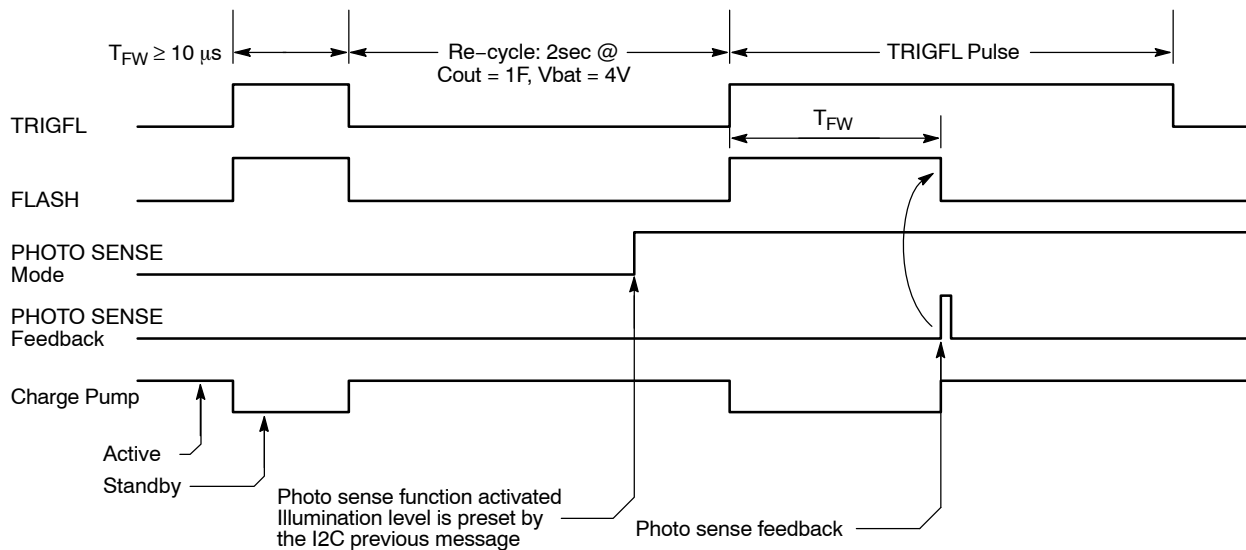 T_FW ≥ 10 μs
Re−cycle: 2sec @
Cout = 1F, Vbat = 4V
TRIGFL Pulse
TRIGFL
T_FW
FLASH
PHOTO SENSE
Mode
PHOTO SENSE
Feedback
Charge Pump
Active
Standby
Photo sense function activated
Illumination level is preset by
the I2C previous message
Photo sense feedback